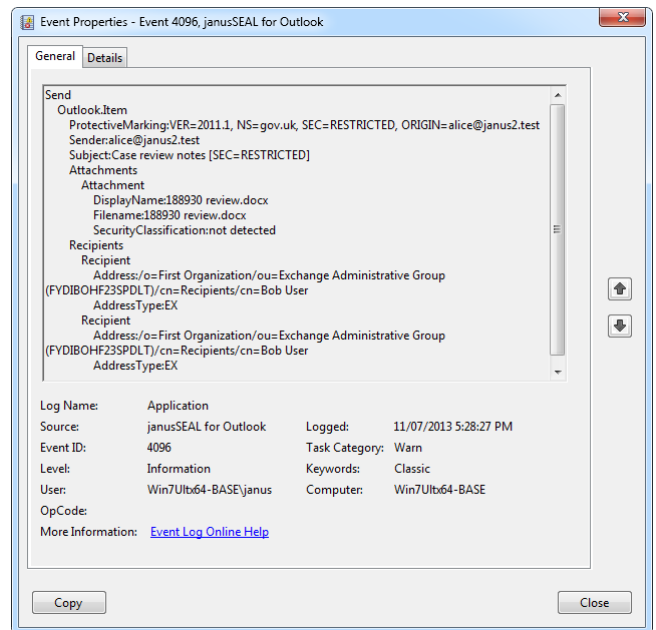 Event Properties - Event 4096, janusSEAL for Outlook
General Details
Send
Outlook.Item
ProtectiveMarking:VER=2011.1, NS=gov.uk, SEC=RESTRICTED, ORIGIN=alice@janus2.test
Sender:alice@janus2.test
Subject:Case review notes [SEC=RESTRICTED]
Attachments
Attachment
DisplayName:188930 review.docx
Filename:188930 review.docx
SecurityClassification:not detected
Recipients
Recipient
Address:/o=First Organization/ou=Exchange Administrative Group
(FYDIBOHF23SPDLT)/cn=Recipients/cn=Bob User
AddressType:EX
Recipient
Address:/o=First Organization/ou=Exchange Administrative Group
(FYDIBOHF23SPDLT)/cn=Recipients/cn=Bob User
AddressType:EX
Log Name: Application
Source: janusSEAL for Outlook Logged: 11/07/2013 5:28:27 PM
Event ID: 4096 Task Category: Warn
Level: Information Keywords: Classic
User: Win7Ultx64-BASE\janus Computer: Win7Ultx64-BASE
OpCode:
More Information: Event Log Online Help
Copy Close